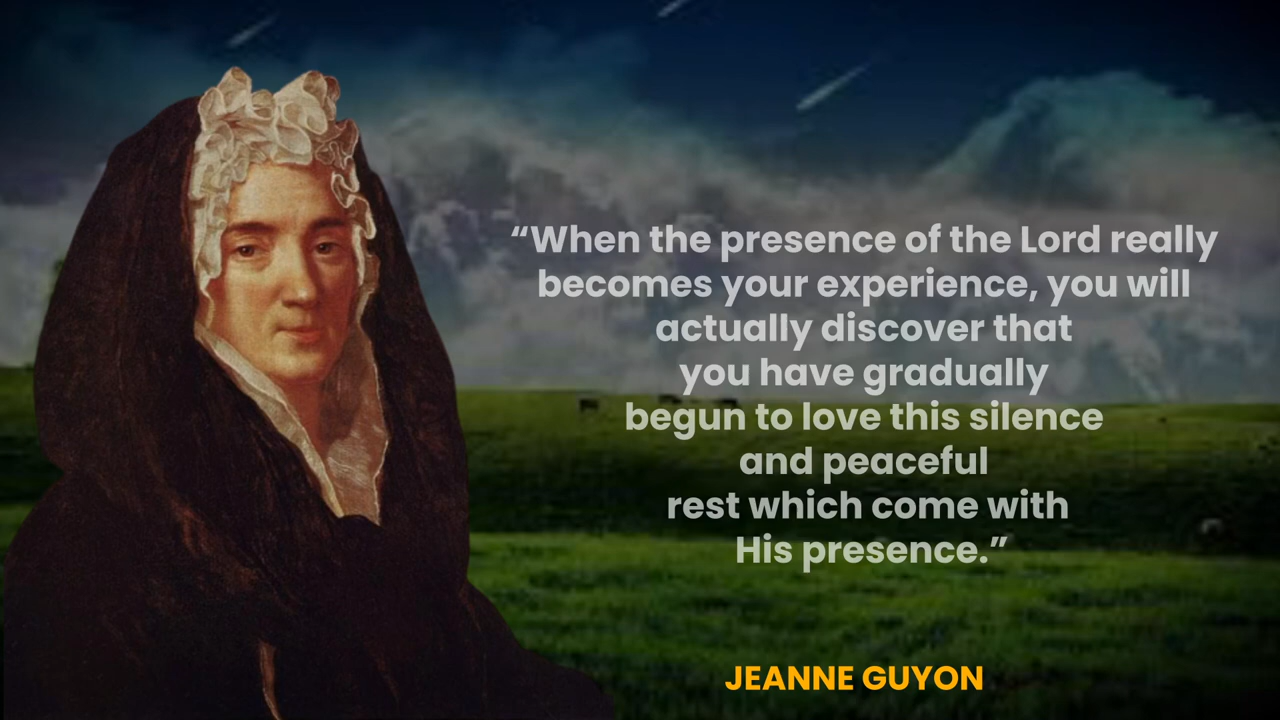 “When the presence of the Lord really
becomes your experience, you will
actually discover that
you have gradually
begun to love this silence
and peaceful
rest which come with
His presence.”
JEANNE GUYON